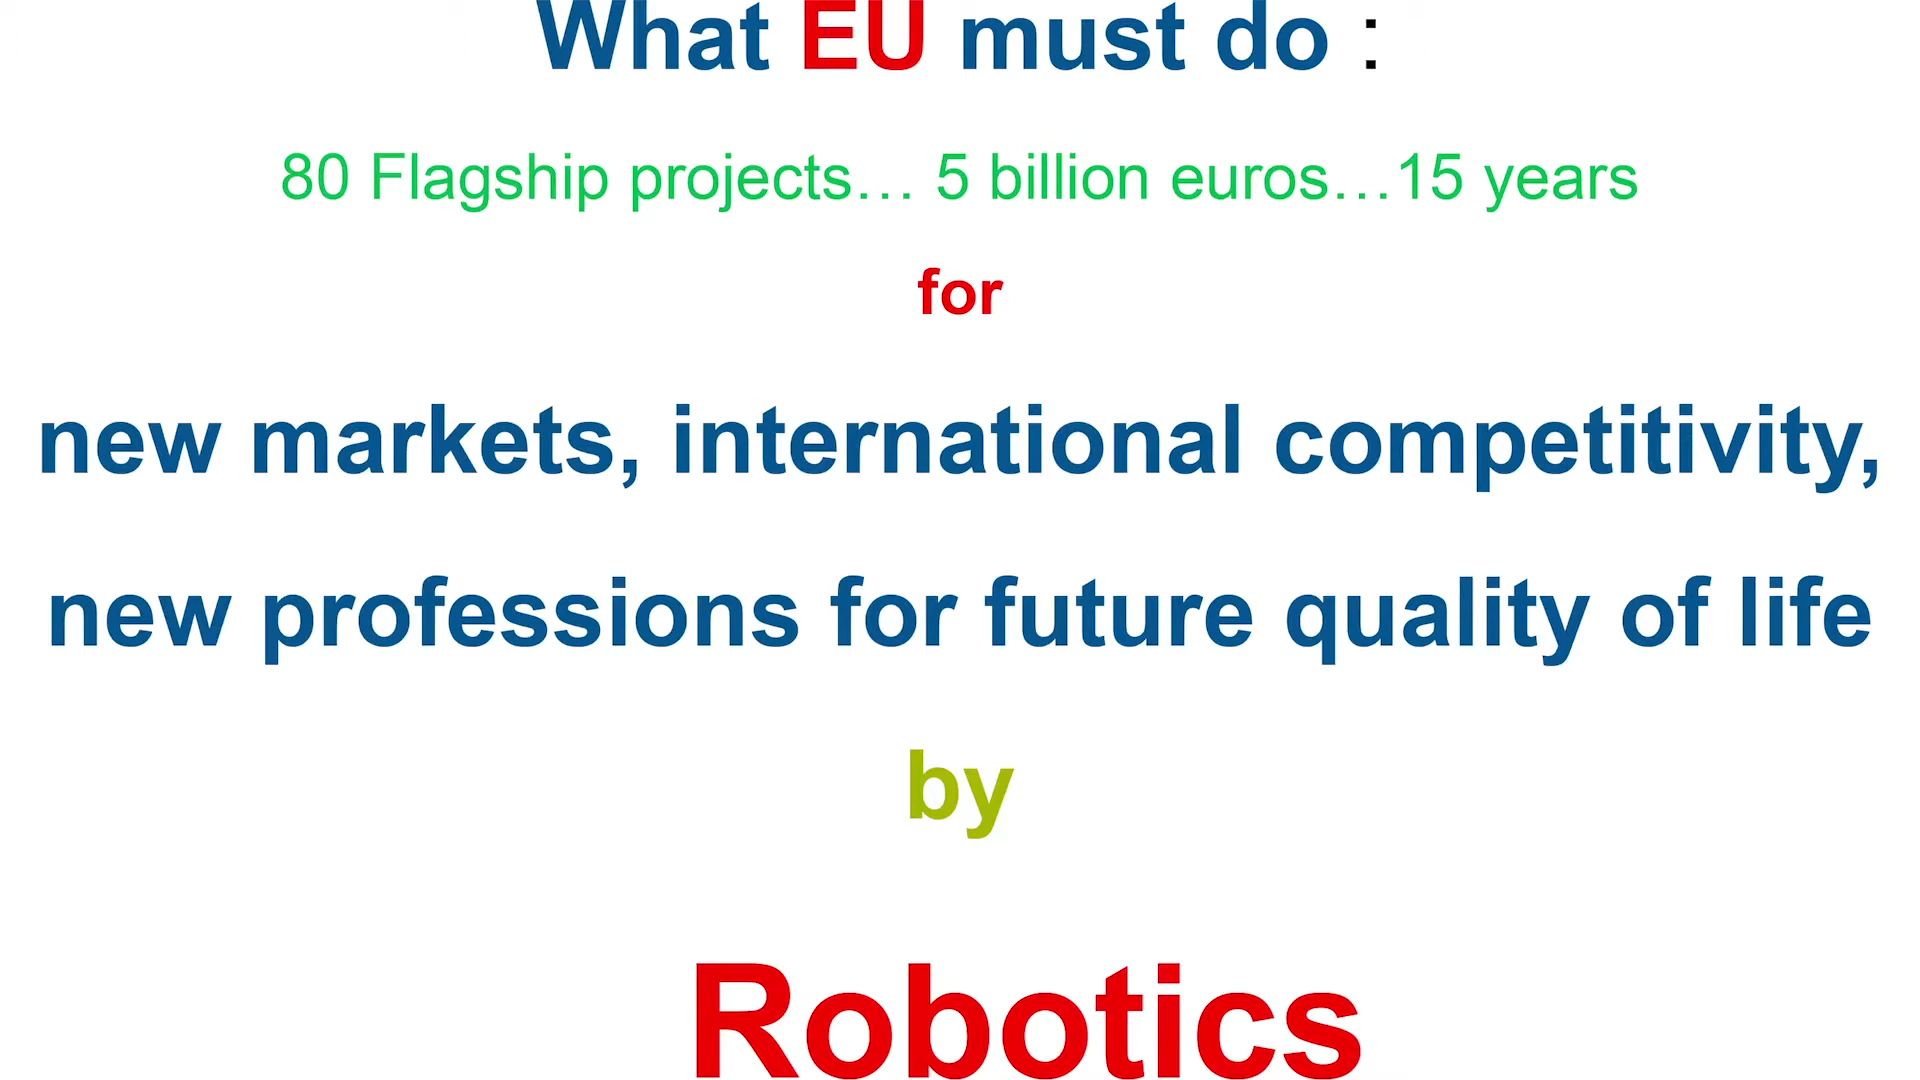 What EU must do :
80 Flagship projects… 5 billion euros…15 years
for
new markets, international competitivity,
new professions for future quality of life
by
Robotics